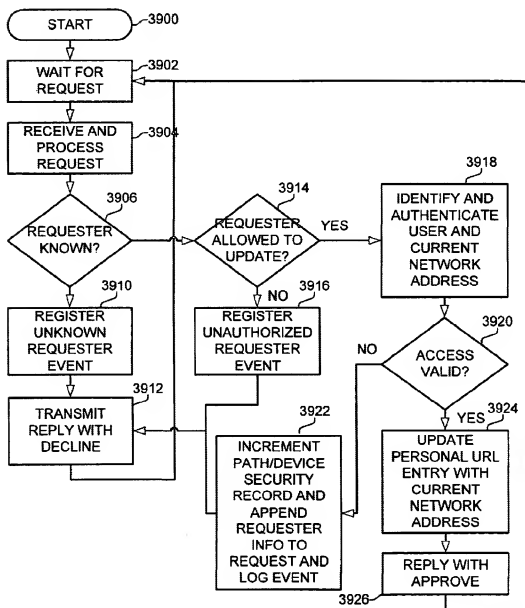 START
3900
WAIT FOR
REQUEST
3902
RECEIVE AND
PROCESS
REQUEST
3904
REQUESTER
KNOWN?
3906
REGISTER
UNKNOWN
REQUESTER
EVENT
3910
TRANSMIT
REPLY WITH
DECLINE
3912
REQUESTER
ALLOWED TO
UPDATE?
3914
YES
NO
REGISTER
UNAUTHORIZED
REQUESTER
EVENT
3916
IDENTIFY AND
AUTHENTICATE
USER AND
CURRENT
NETWORK
ADDRESS
3918
ACCESS
VALID?
3920
NO
YES
INCREMENT
PATH/DEVICE
SECURITY
RECORD AND
APPEND
REQUESTER
INFO TO
REQUEST AND
LOG EVENT
3922
UPDATE
PERSONAL URL
ENTRY WITH
CURRENT
NETWORK
ADDRESS
3924
REPLY WITH
APPROVE
3926